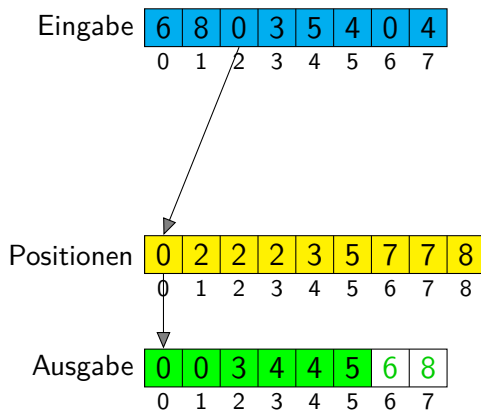 Eingabe 6 8 0 3 5 4 0 4
0 1 2 3 4 5 6 7
Positionen 0 2 2 2 3 5 7 7 8
0 1 2 3 4 5 6 7 8
Ausgabe 0 0 3 4 4 5 6 8
0 1 2 3 4 5 6 7